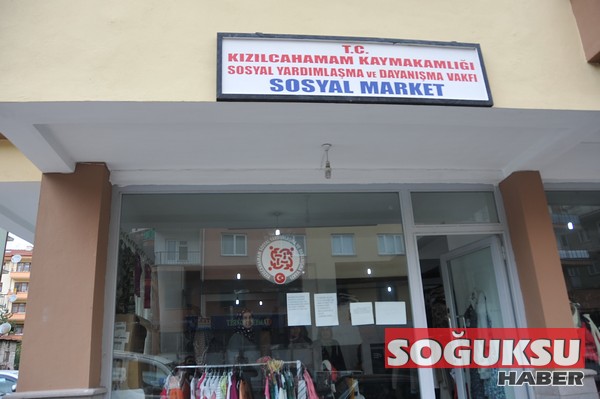 T.C.
KIZILCAHAMAM KAYMAKAMLIĞI
SOSYAL YARDIMLAŞMA ve DAYANIŞMA VAKFI
SOSYAL MARKET
SOĞUKSU
HABER